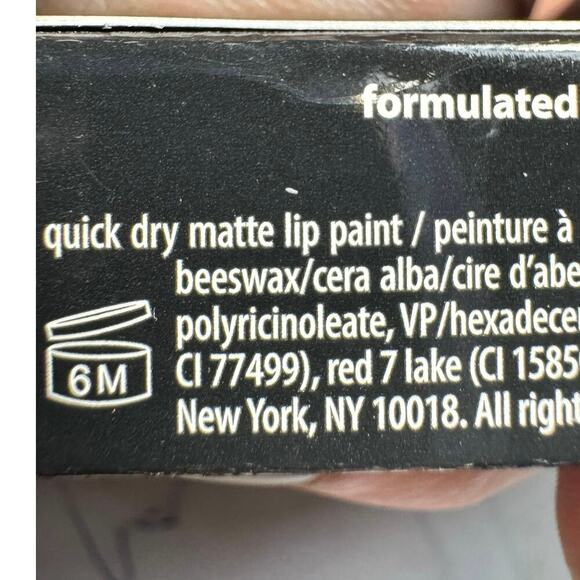 formulated
quick dry matte lip paint / peinture à
beeswax/cera alba/cire d'abe
polyricinoleate, VP/hexadece
6M
CI 77499), red 7 lake (CI 1585
New York, NY 10018. All right